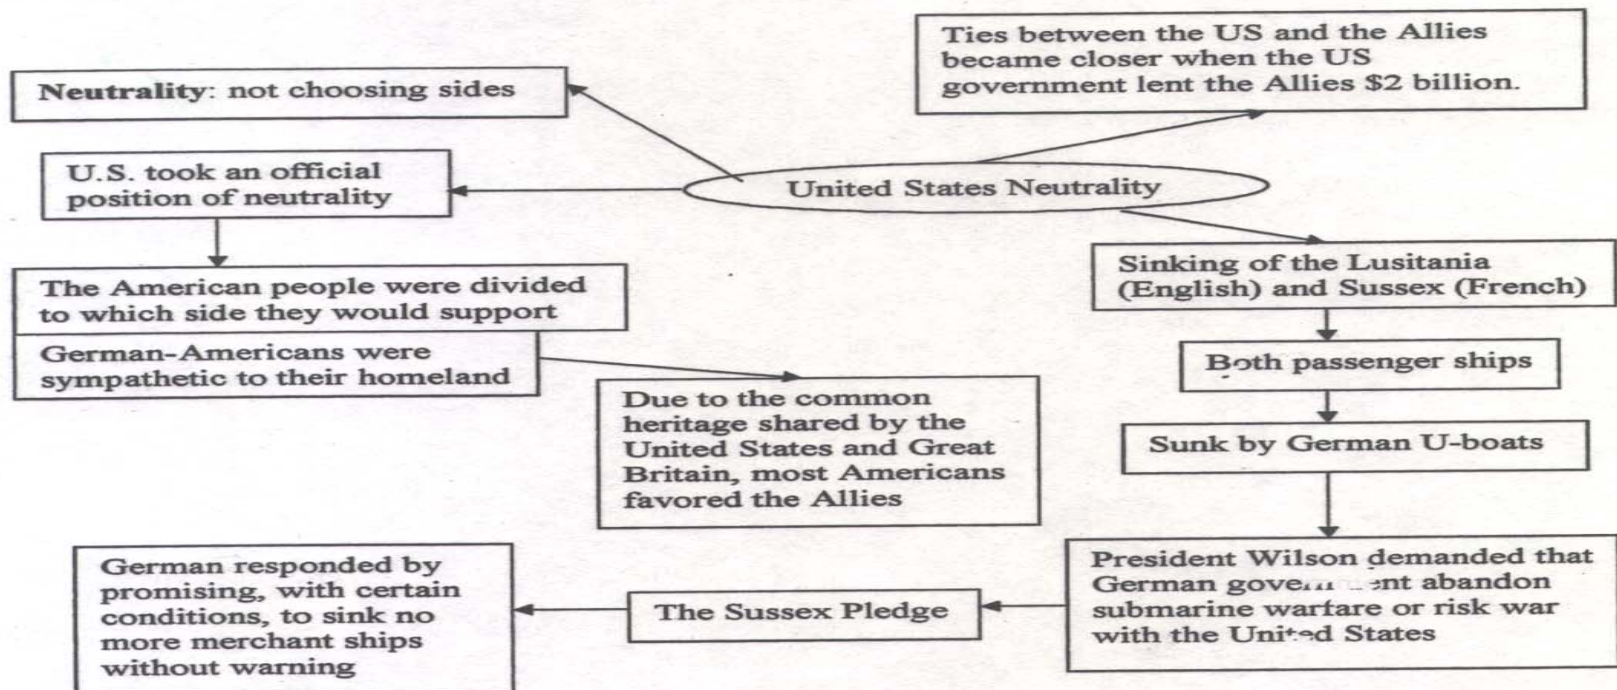 Ties between the US and the Allies
became closer when the US
government lent the Allies $2 billion.
Neutrality: not choosing sides
U.S. took an official
position of neutrality
United States Neutrality
The American people were divided
to which side they would support
German-Americans were
sympathetic to their homeland
Due to the common
heritage shared by the
United States and Great
Britain, most Americans
favored the Allies
Sinking of the Lusitania
(English) and Sussex (French)
Both passenger ships
Sunk by German U-boats
President Wilson demanded that
German government abandon
submarine warfare or risk war
with the United States
The Sussex Pledge
German responded by
promising, with certain
conditions, to sink no
more merchant ships
without warning